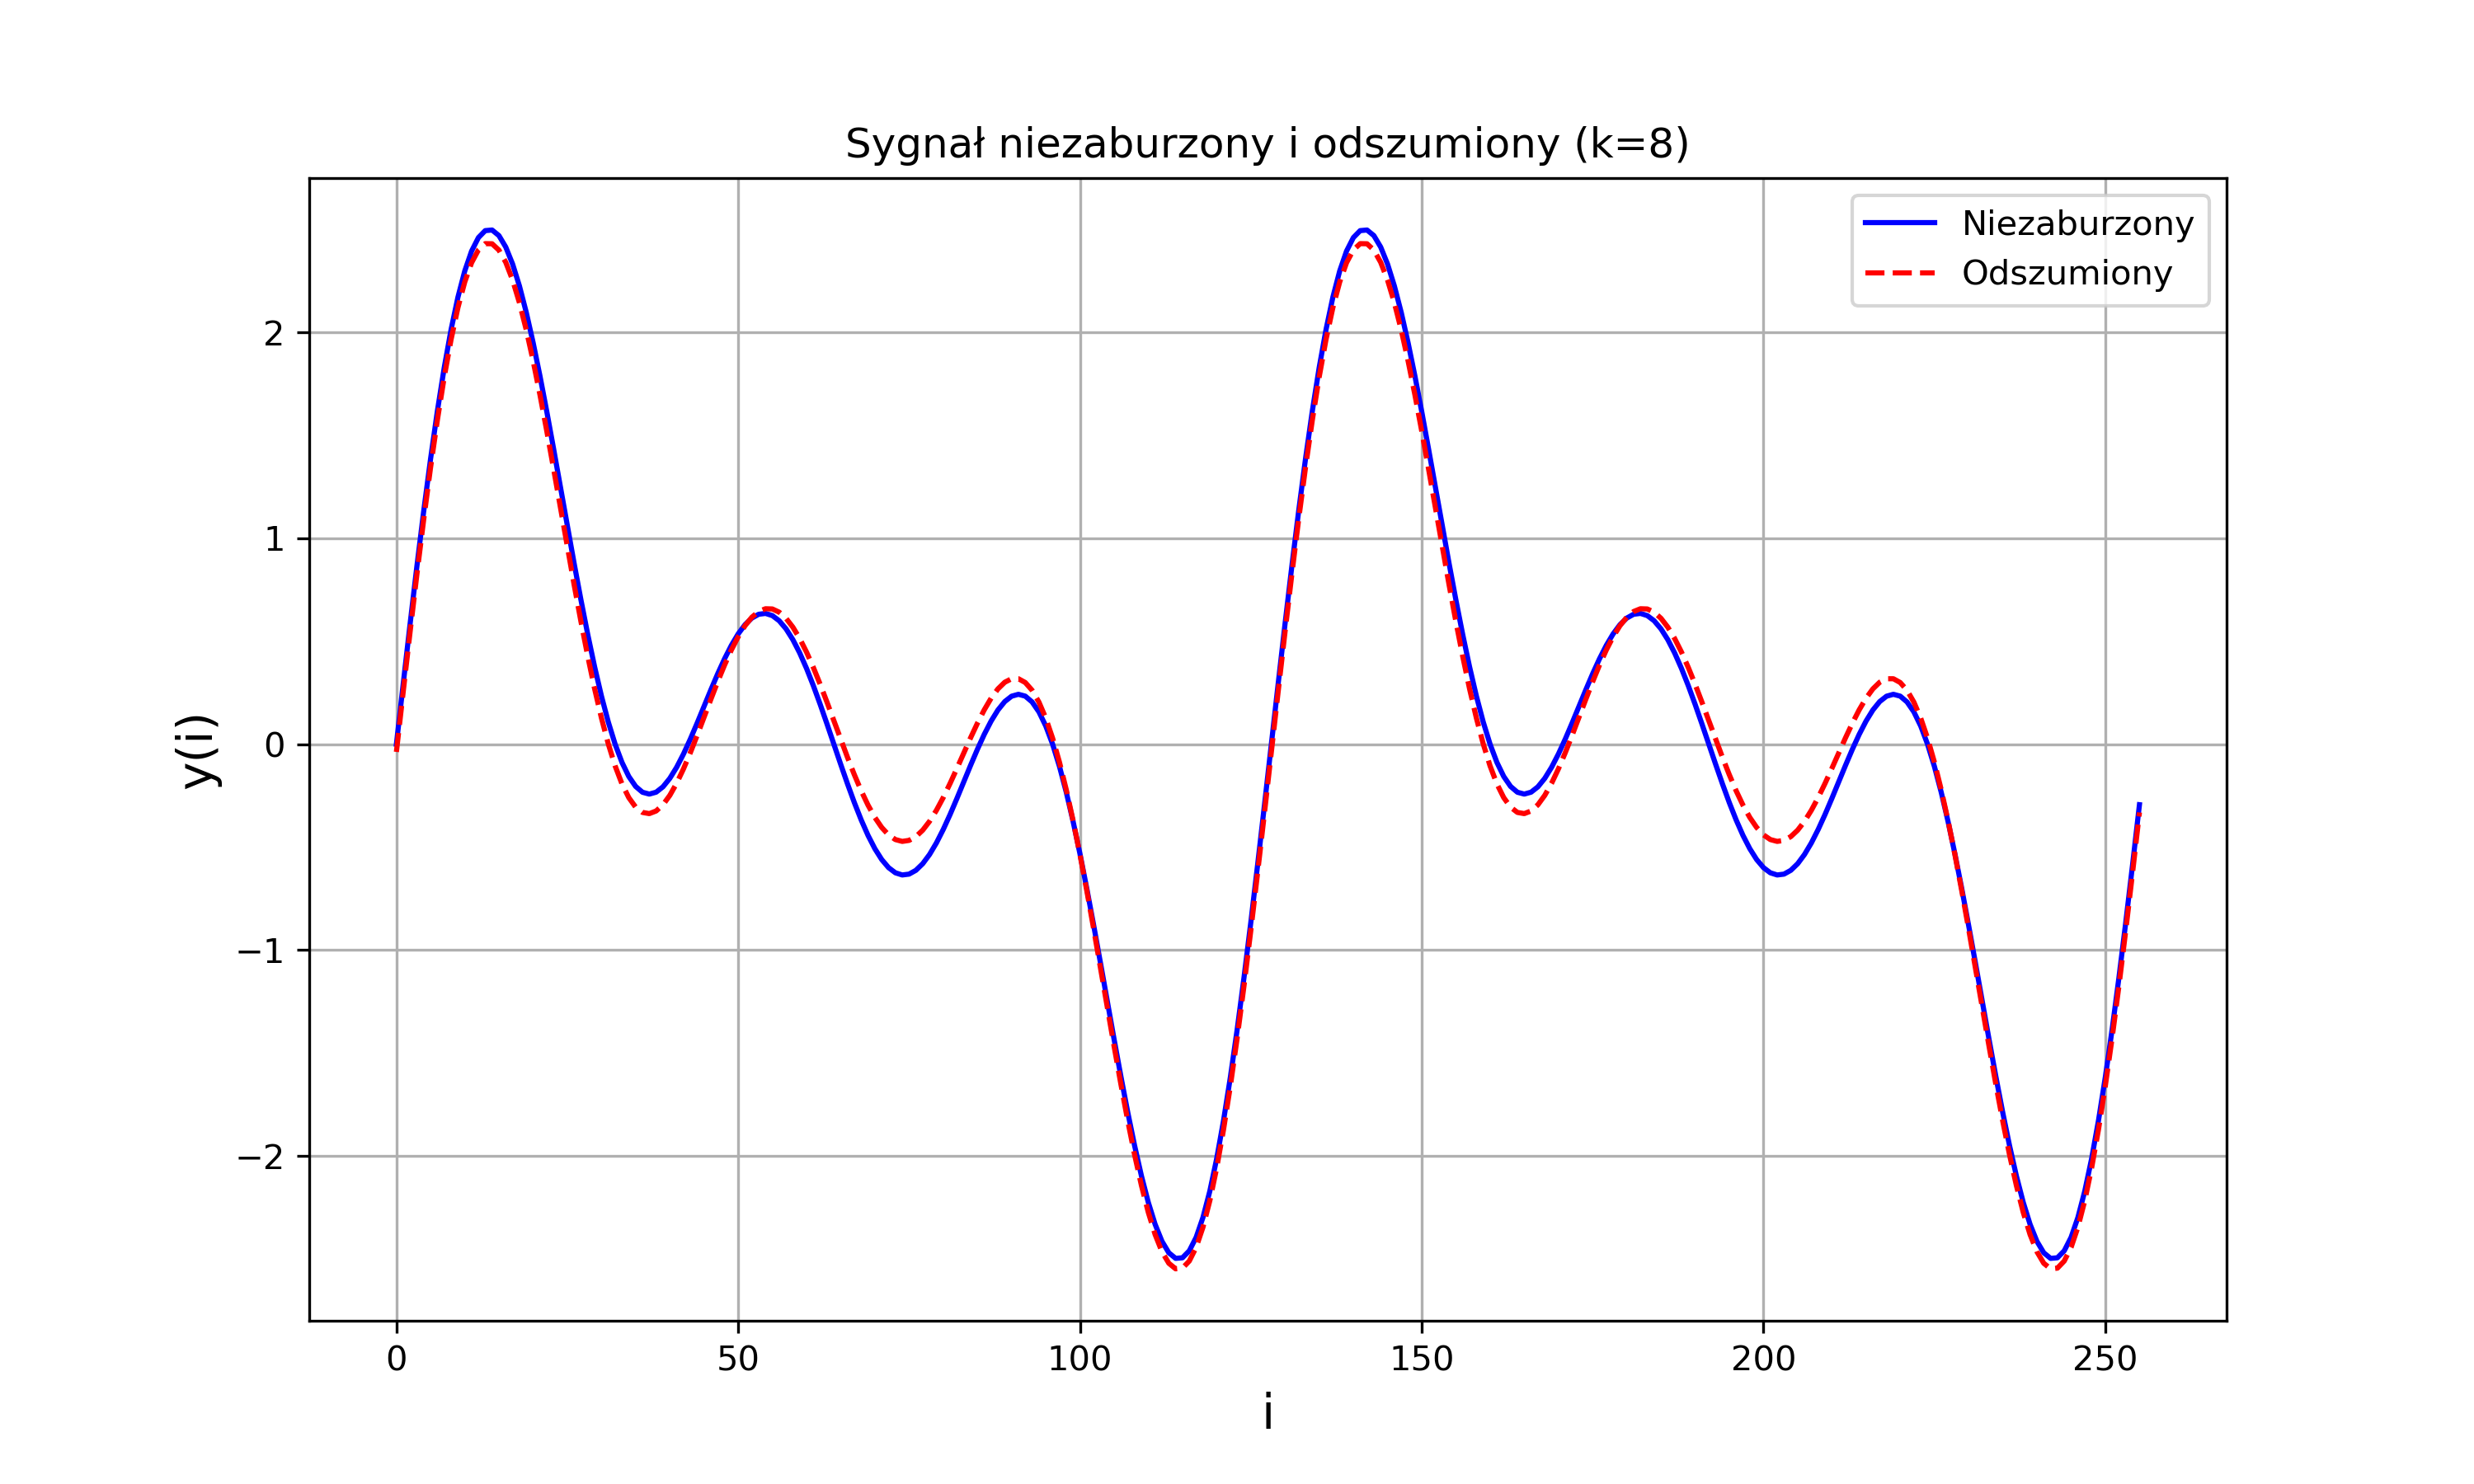 Sygnał niezaburzony i odszumiony (k=8)
Niezaburzony
Odszumiony
2
1
0
−1
−2
y(i)
0 50 100 150 200 250
i